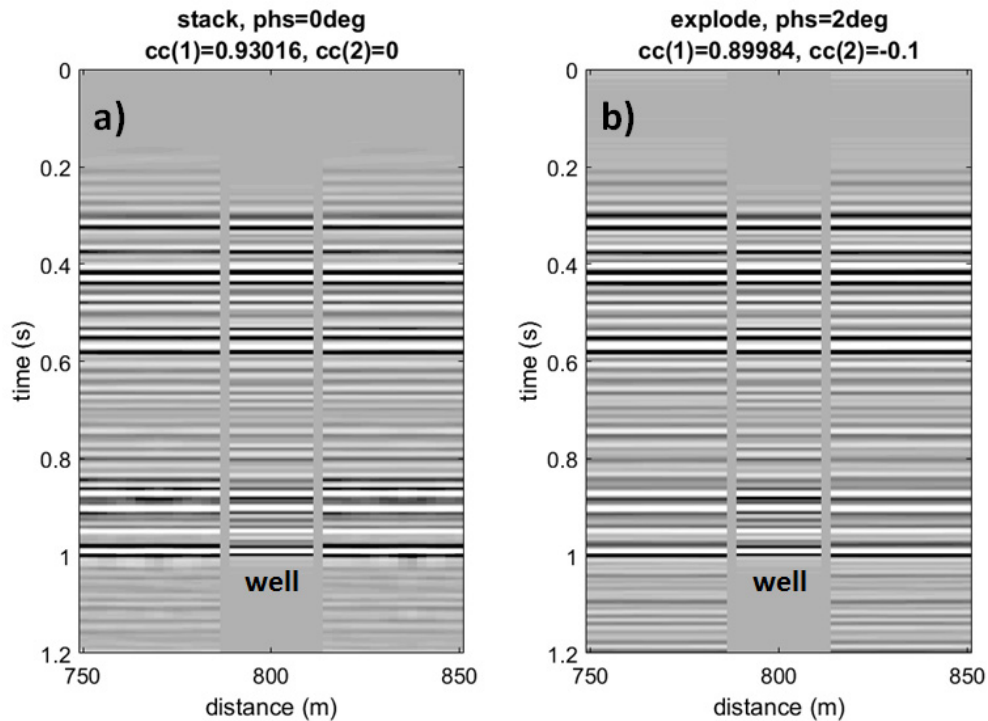 stack, phs=0deg
cc(1)=0.93016, cc(2)=0
a)
0
0.2
0.4
0.6
0.8
1
1.2
time (s)
well
750
800
850
distance (m)
explode, phs=2deg
cc(1)=0.89984, cc(2)=-0.1
b)
0
0.2
0.4
0.6
0.8
1
1.2
time (s)
well
750
800
850
distance (m)